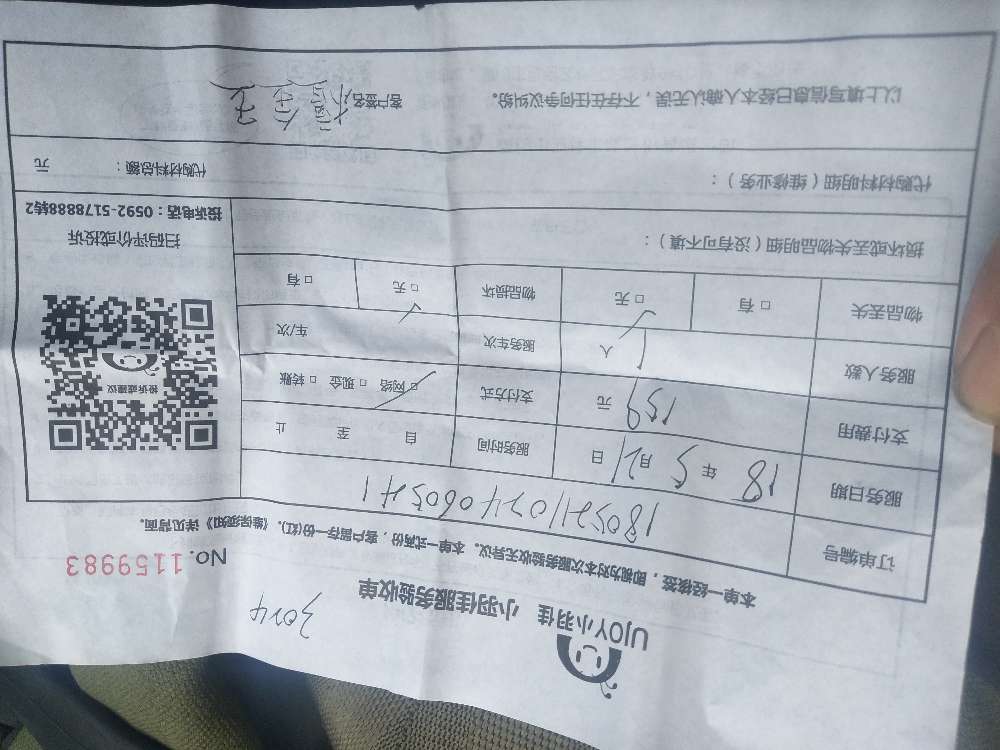 UJOY小羽佳 小羽佳服务验收单
3014
No. 1159983
本单一经核签,即视为对本次服务验收无异议。本单一式两份,客户留存一份(红)。《维保须知》详见背面。
订单编号 180521107406605741
服务日期 18 年 5 月 21 日 服务时间 自 至 止
支付费用 159 元 支付方式 □网络 □现金 □转账
服务人数 1 人 服务车次 车/次
物品丢失 □有 □无 物品损坏 □无 □有
损坏或丢失物品明细(没有可不填):
投诉或建议
扫码评价或投诉
投诉电话:0592-5178888转2
代购材料明细(维修业务): 代购材料总额: 元
以上填写信息已经本人确认无误,不存在任何争议纠纷。 客户签名: